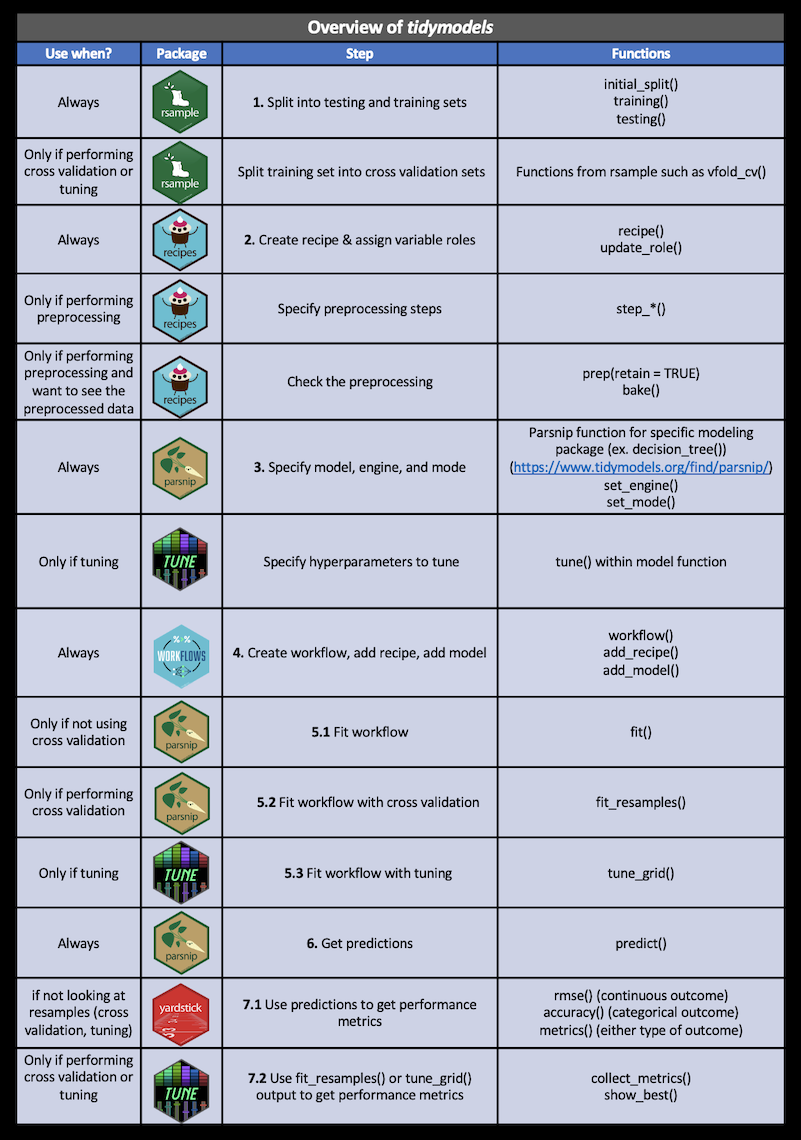 Overview of tidymodels
Use when?
Package
Step
Functions
Always
rsample
1. Split into testing and training sets
initial_split()
training()
testing()
Only if performing
cross validation or
tuning
rsample
Split training set into cross validation sets
Functions from rsample such as vfold_cv()
Always
recipes
2. Create recipe & assign variable roles
recipe()
update_role()
Only if performing
preprocessing
recipes
Specify preprocessing steps
step_*()
Only if performing
preprocessing and
want to see the
preprocessed data
recipes
Check the preprocessing
prep(retain = TRUE)
bake()
Always
parsnip
3. Specify model, engine, and mode
Parsnip function for specific modeling
package (ex. decision_tree())
(https://www.tidymodels.org/find/parsnip/)
set_engine()
set_mode()
Only if tuning
TUNE
Specify hyperparameters to tune
tune() within model function
Always
WORKFLOWS
4. Create workflow, add recipe, add model
workflow()
add_recipe()
add_model()
Only if not using
cross validation
parsnip
5.1 Fit workflow
fit()
Only if performing
cross validation
parsnip
5.2 Fit workflow with cross validation
fit_resamples()
Only if tuning
TUNE
5.3 Fit workflow with tuning
tune_grid()
Always
parsnip
6. Get predictions
predict()
if not looking at
resamples (cross
validation, tuning)
yardstick
7.1 Use predictions to get performance
metrics
rmse() (continuous outcome)
accuracy() (categorical outcome)
metrics() (either type of outcome)
Only if performing
cross validation or
tuning
TUNE
7.2 Use fit_resamples() or tune_grid()
output to get performance metrics
collect_metrics()
show_best()